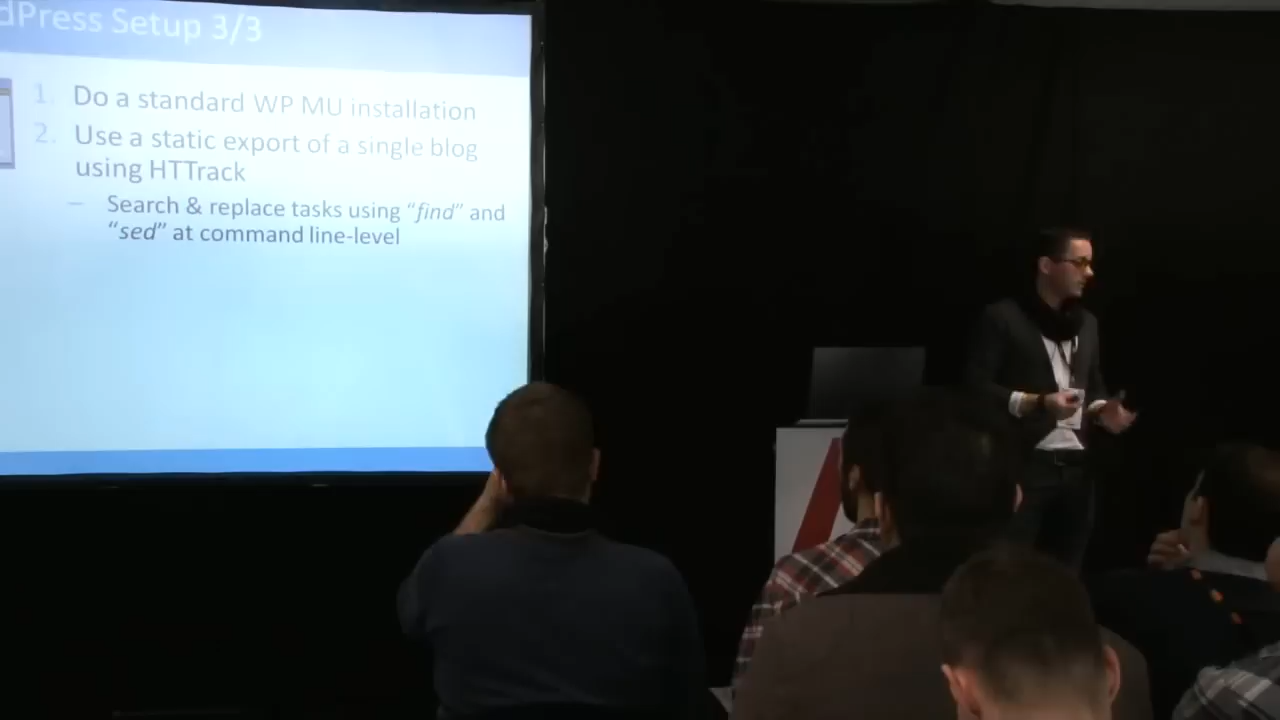 dPress Setup 3/3
1. Do a standard WP MU installation
2. Use a static export of a single blog
using HTTrack
– Search & replace tasks using “find” and
“sed” at command line-level